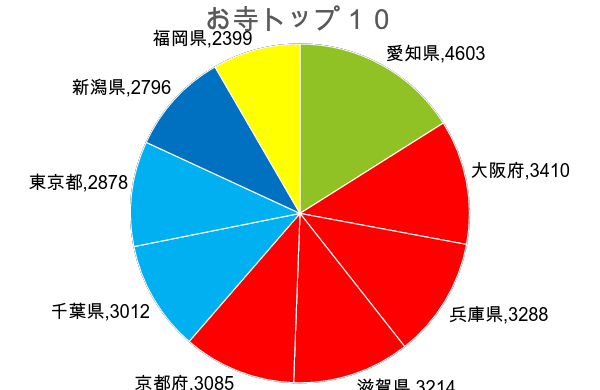 お寺トップ１０
愛知県,4603
大阪府,3410
兵庫県,3288
滋賀県,3214
京都府,3085
千葉県,3012
東京都,2878
新潟県,2796
福岡県,2399